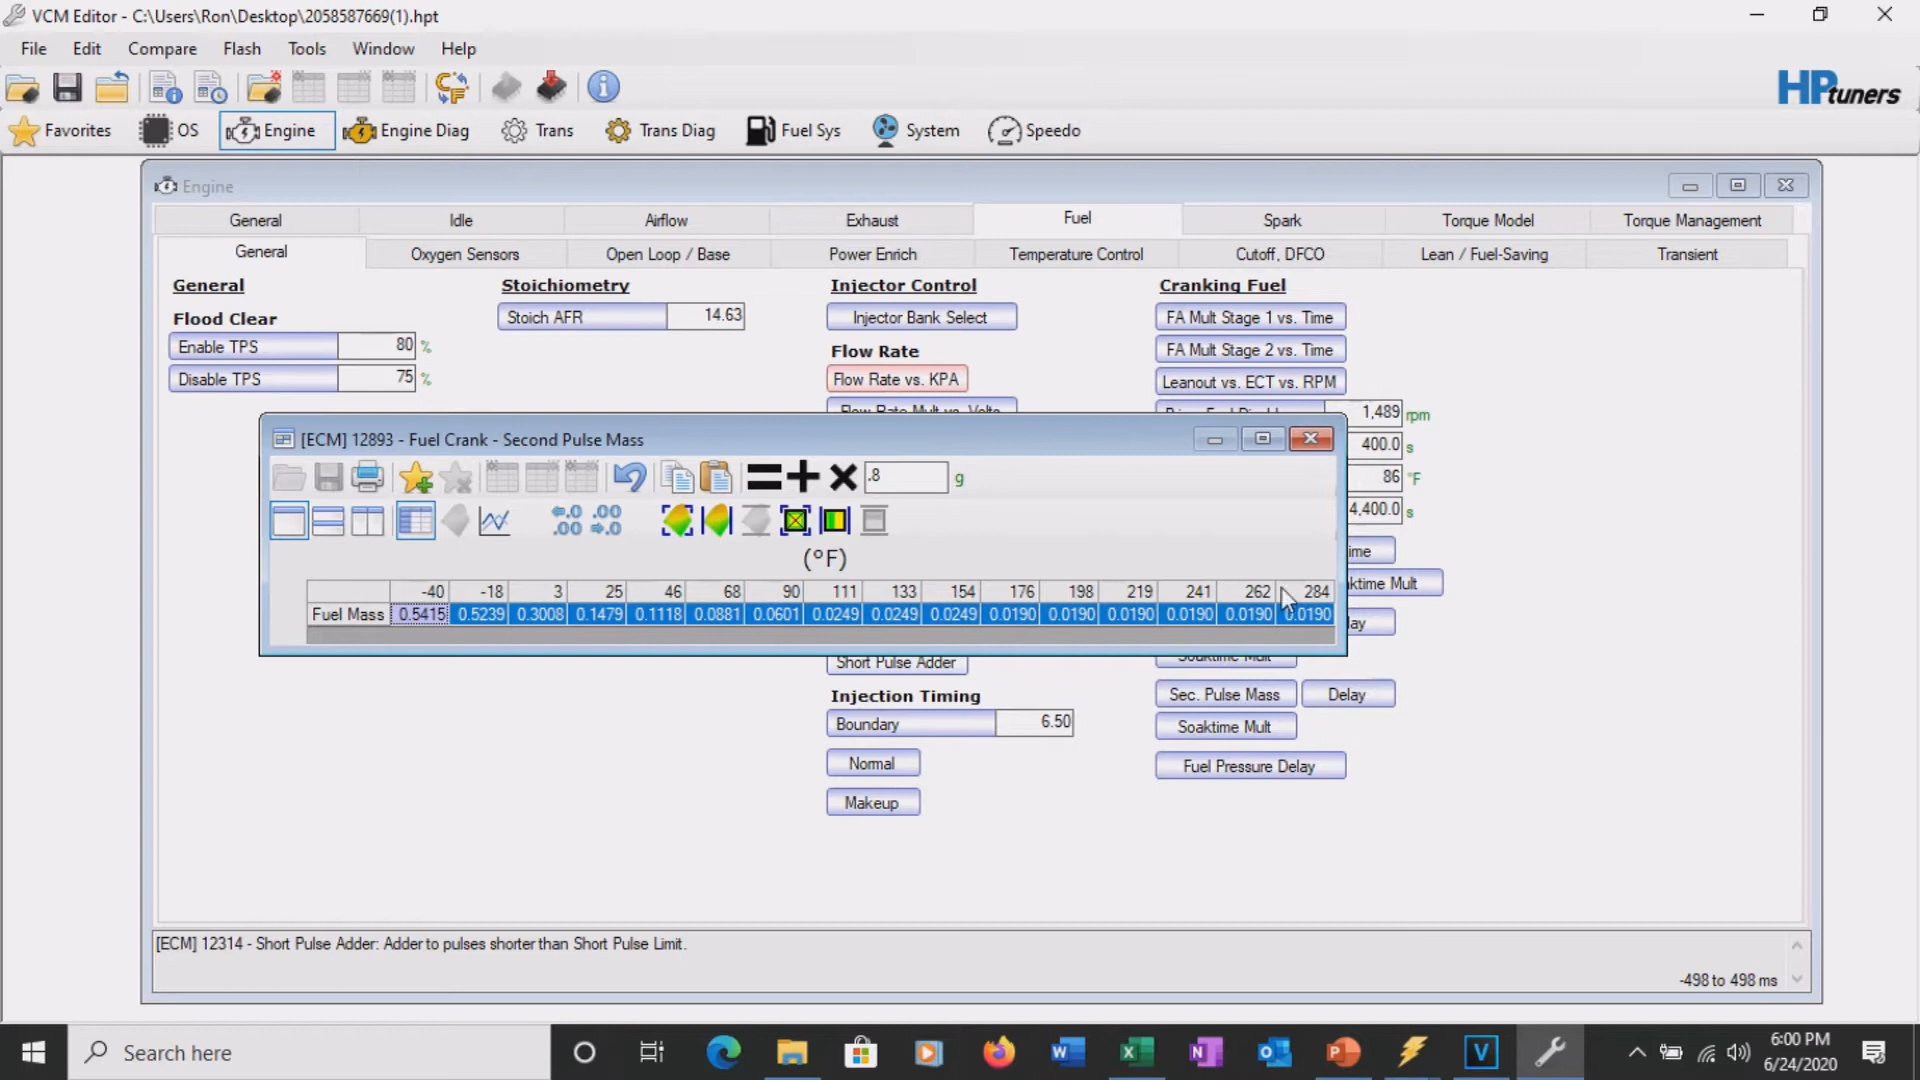 VCM Editor - C:\Users\Ron\Desktop\2058587669(1).hpt
File Edit Compare Flash Tools Window Help
HPtuners
Favorites OS Engine Engine Diag Trans Trans Diag Fuel Sys System Speedo
Engine
General Idle Airflow Exhaust Fuel Spark Torque Model Torque Management
General Oxygen Sensors Open Loop / Base Power Enrich Temperature Control Cutoff, DFCO Lean / Fuel-Saving Transient
General Stoichiometry Injector Control Cranking Fuel
Flood Clear Stoich AFR 14.63 Injector Bank Select FA Mult Stage 1 vs. Time
Enable TPS 80 % Flow Rate FA Mult Stage 2 vs. Time
Disable TPS 75 % Flow Rate vs. KPA Leanout vs. ECT vs. RPM
Flow Rate Mult vs. Volts 1,489 rpm
[ECM] 12893 - Fuel Crank - Second Pulse Mass 400.0 s
.8 g 86 °F
4,400.0 s
(°F) ime
-40 -18 3 25 46 68 90 111 133 154 176 198 219 241 262 284 ktime Mult
Fuel Mass 0.5415 0.5239 0.3008 0.1479 0.1118 0.0881 0.0601 0.0249 0.0249 0.0249 0.0190 0.0190 0.0190 0.0190 0.0190 0.0190 lay
Short Pulse Adder Soaktime Mult
Injection Timing Sec. Pulse Mass Delay
Boundary 6.50 Soaktime Mult
Normal Fuel Pressure Delay
Makeup
[ECM] 12314 - Short Pulse Adder: Adder to pulses shorter than Short Pulse Limit.
-498 to 498 ms
Search here
6:00 PM
6/24/2020